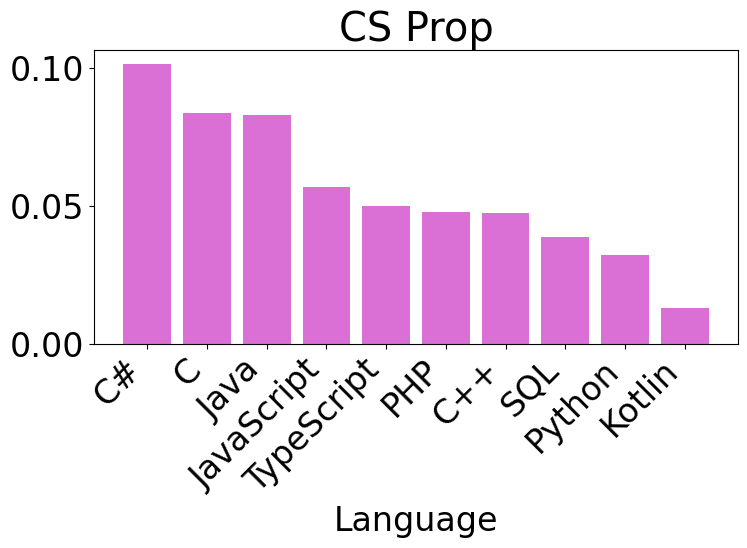 CS Prop
0.10
0.05
0.00
C#
C
Java
JavaScript
TypeScript
PHP
C++
SQL
Python
Kotlin
Language